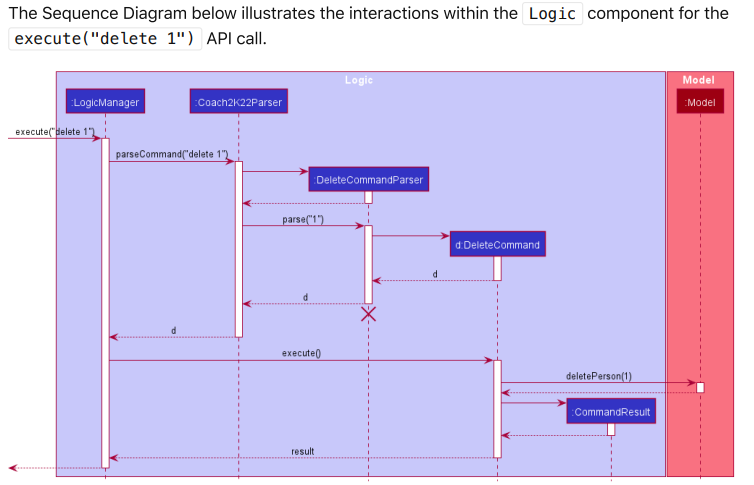 The Sequence Diagram below illustrates the interactions within the Logic component for the
execute("delete 1") API call.
Logic
Model
:LogicManager
:Coach2K22Parser
:Model
execute("delete 1")
parseCommand("delete 1")
:DeleteCommandParser
parse("1")
d:DeleteCommand
d
d
d
execute()
deletePerson(1)
:CommandResult
result